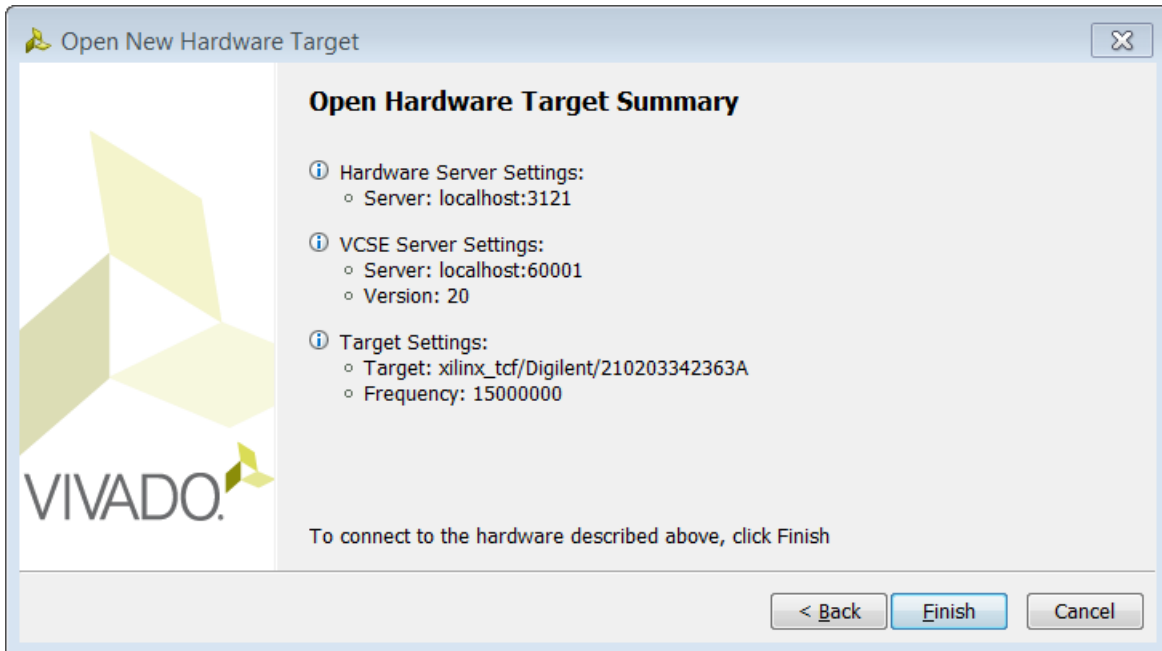 Open New Hardware Target
Open Hardware Target Summary
Hardware Server Settings:
Server: localhost:3121
VCSE Server Settings:
Server: localhost:60001
Version: 20
Target Settings:
Target: xilinx_tcf/Digilent/210203342363A
Frequency: 15000000
VIVADO.
To connect to the hardware described above, click Finish
< Back
Finish
Cancel